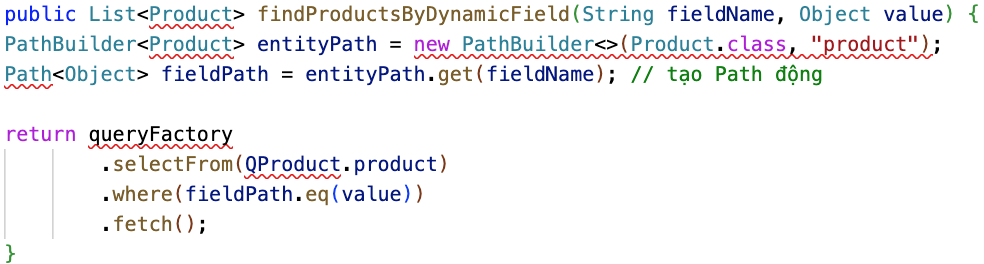 public List<Product> findProductsByDynamicField(String fieldName, Object value) {
PathBuilder<Product> entityPath = new PathBuilder<>(Product.class, "product");
Path<Object> fieldPath = entityPath.get(fieldName); // tạo Path động
return queryFactory
.selectFrom(QProduct.product)
.where(fieldPath.eq(value))
.fetch();
}